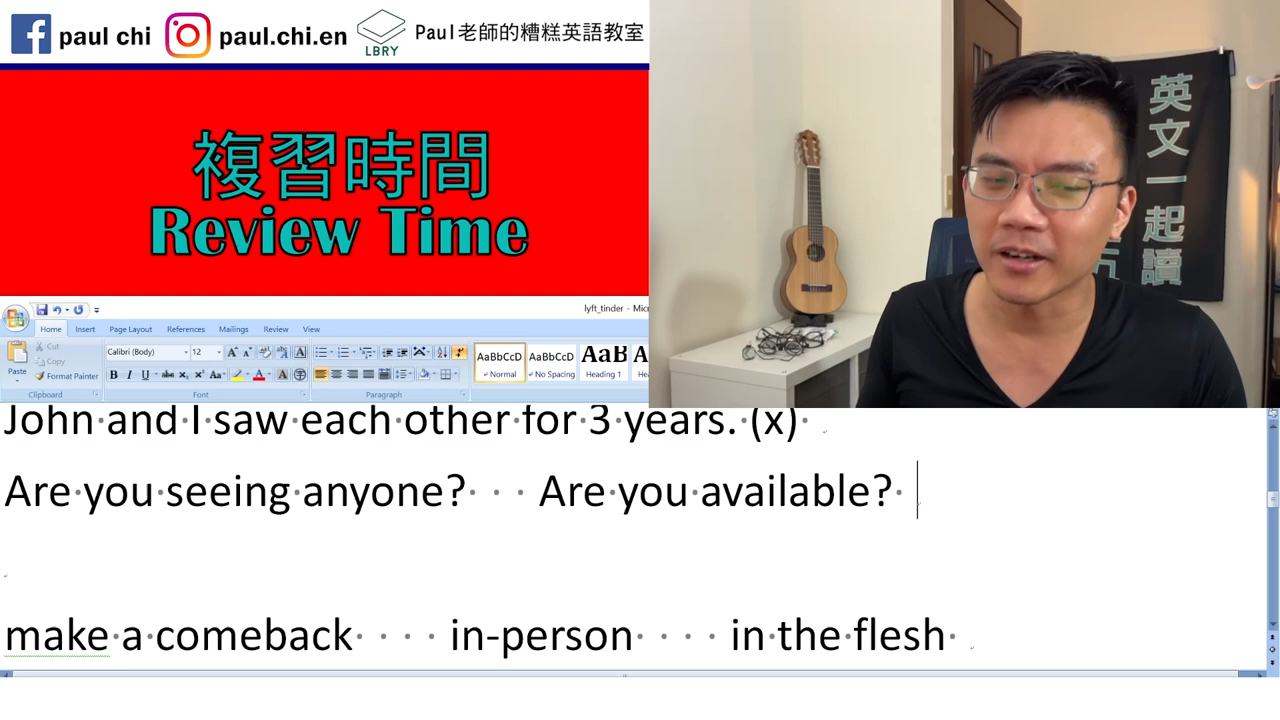 paul chi
paul.chi.en
LBRY
Paul老師的糟糕英語教室
複習時間
Review Time
英文一起讀
lyft_tinder - Micr
Home Insert Page Layout References Mailings Review View
Paste
Cut
Copy
Format Painter
Clipboard
Calibri (Body) 12
Font
Paragraph
AaBbCcD AaBbCcD AaB
Normal No Spacing Heading 1
John and I saw each other for 3 years. (x)
Are you seeing anyone? Are you available?
make a comeback in-person in the flesh